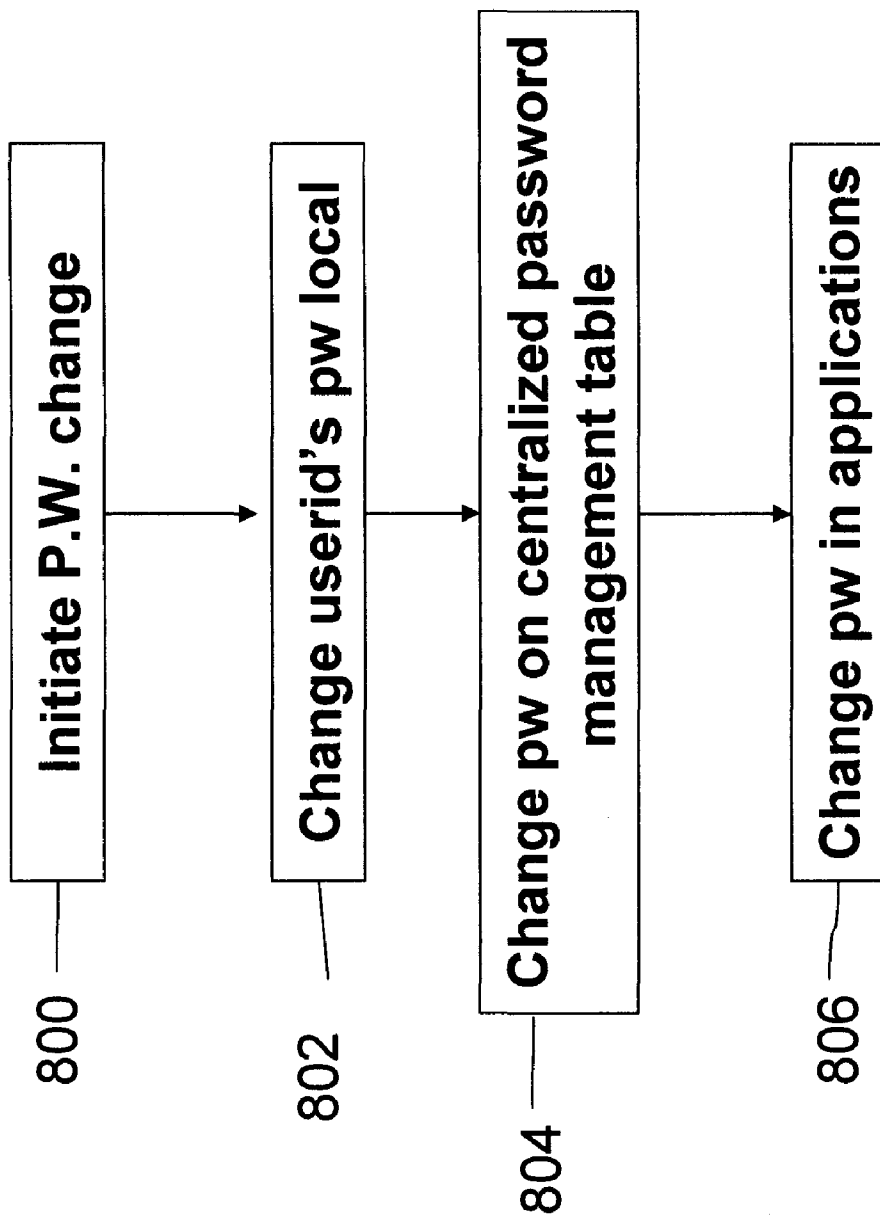 800
Initiate P.W. change
802
Change userid's pw local
804
Change pw on centralized password
management table
806
Change pw in applications